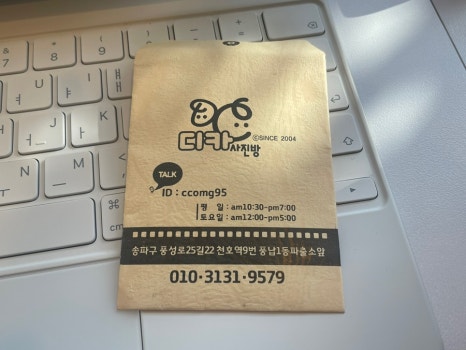 디카사진방 ©SINCE 2004
TALK
ID : ccomg95
평 일 : am10:30-pm7:00
토요일 : am12:00-pm5:00
송파구 풍성로25길22 천호역9번 풍납1동파출소앞
010·3131·9579